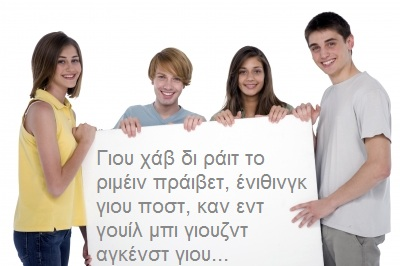 Γιου χάβ δι ράιτ το
ριμέιν πράιβετ, ένιθινγκ
γιου ποστ, καν εντ
γουίλ μπι γιουζντ
αγκένστ γιου...